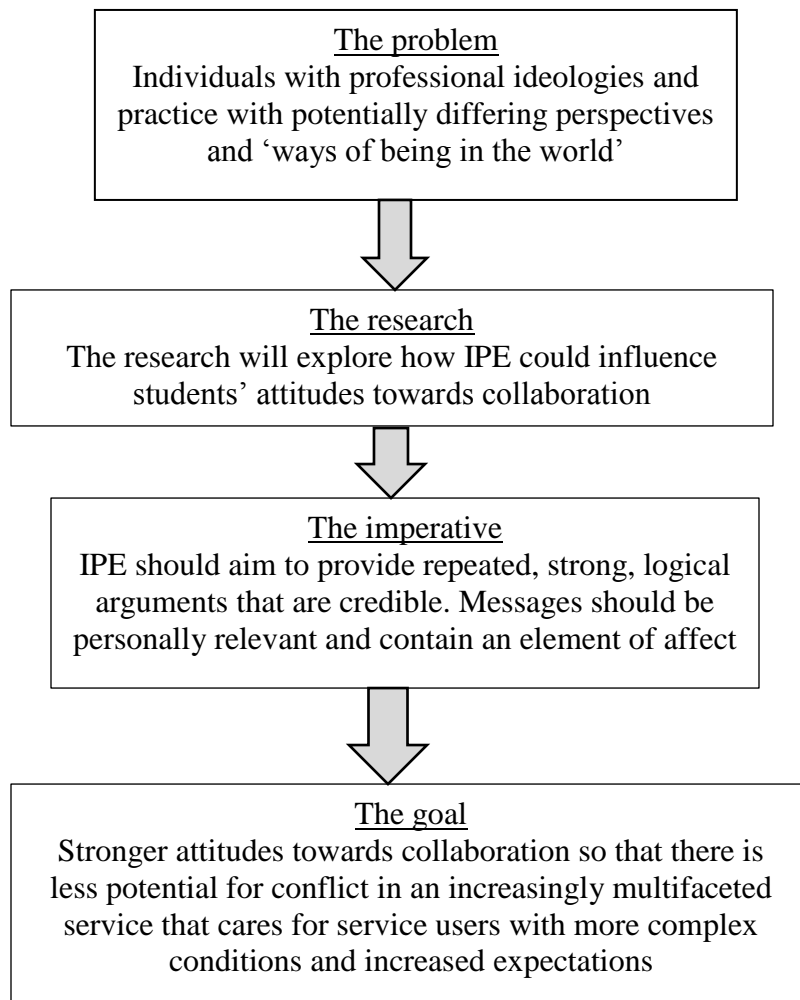 The problem
Individuals with professional ideologies and
practice with potentially differing perspectives
and ‘ways of being in the world’
The research
The research will explore how IPE could influence
students’ attitudes towards collaboration
The imperative
IPE should aim to provide repeated, strong, logical
arguments that are credible. Messages should be
personally relevant and contain an element of affect
The goal
Stronger attitudes towards collaboration so that there is
less potential for conflict in an increasingly multifaceted
service that cares for service users with more complex
conditions and increased expectations